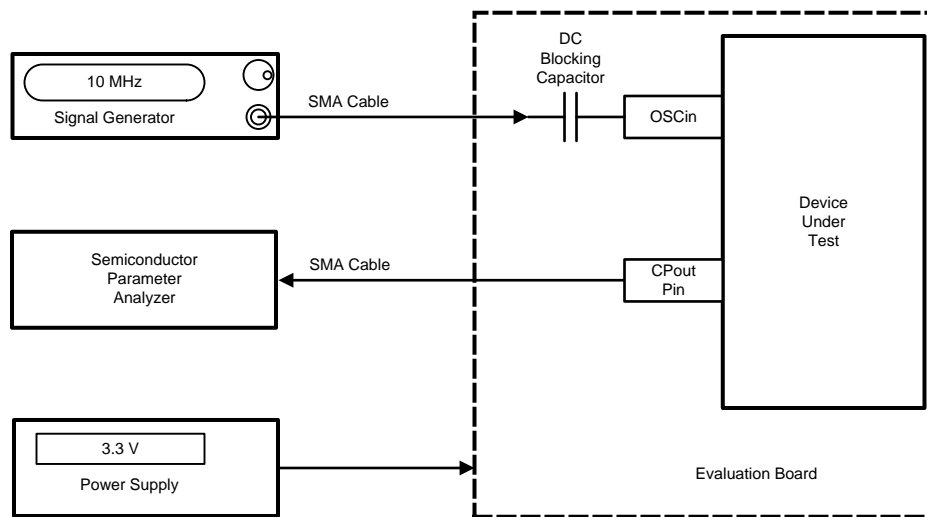 DC
Blocking
Capacitor
10 MHz
Signal Generator
SMA Cable
OSCin
Device
Under
Test
Semiconductor
Parameter
Analyzer
SMA Cable
CPout
Pin
3.3 V
Power Supply
Evaluation Board